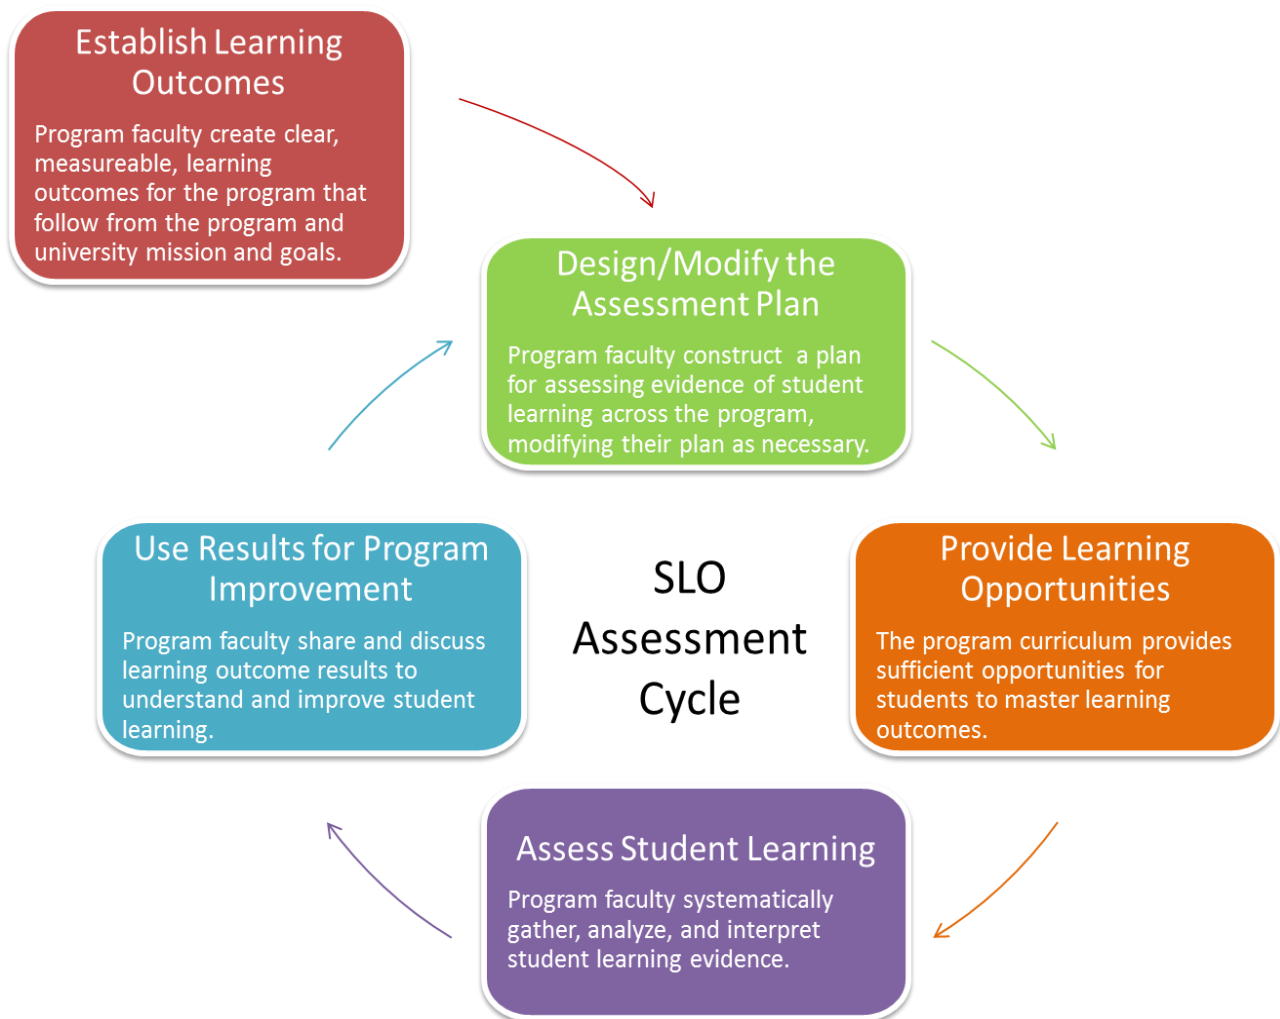 Establish Learning
Outcomes
Program faculty create clear,
measureable, learning
outcomes for the program that
follow from the program and
university mission and goals.
Design/Modify the
Assessment Plan
Program faculty construct  a plan
for assessing evidence of student
learning across the program,
modifying their plan as necessary.
Use Results for Program
Improvement
Program faculty share and discuss
learning outcome results to
understand and improve student
learning.
SLO
Assessment
Cycle
Provide Learning
Opportunities
The program curriculum provides
sufficient opportunities for
students to master learning
outcomes.
Assess Student Learning
Program faculty systematically
gather, analyze, and interpret
student learning evidence.